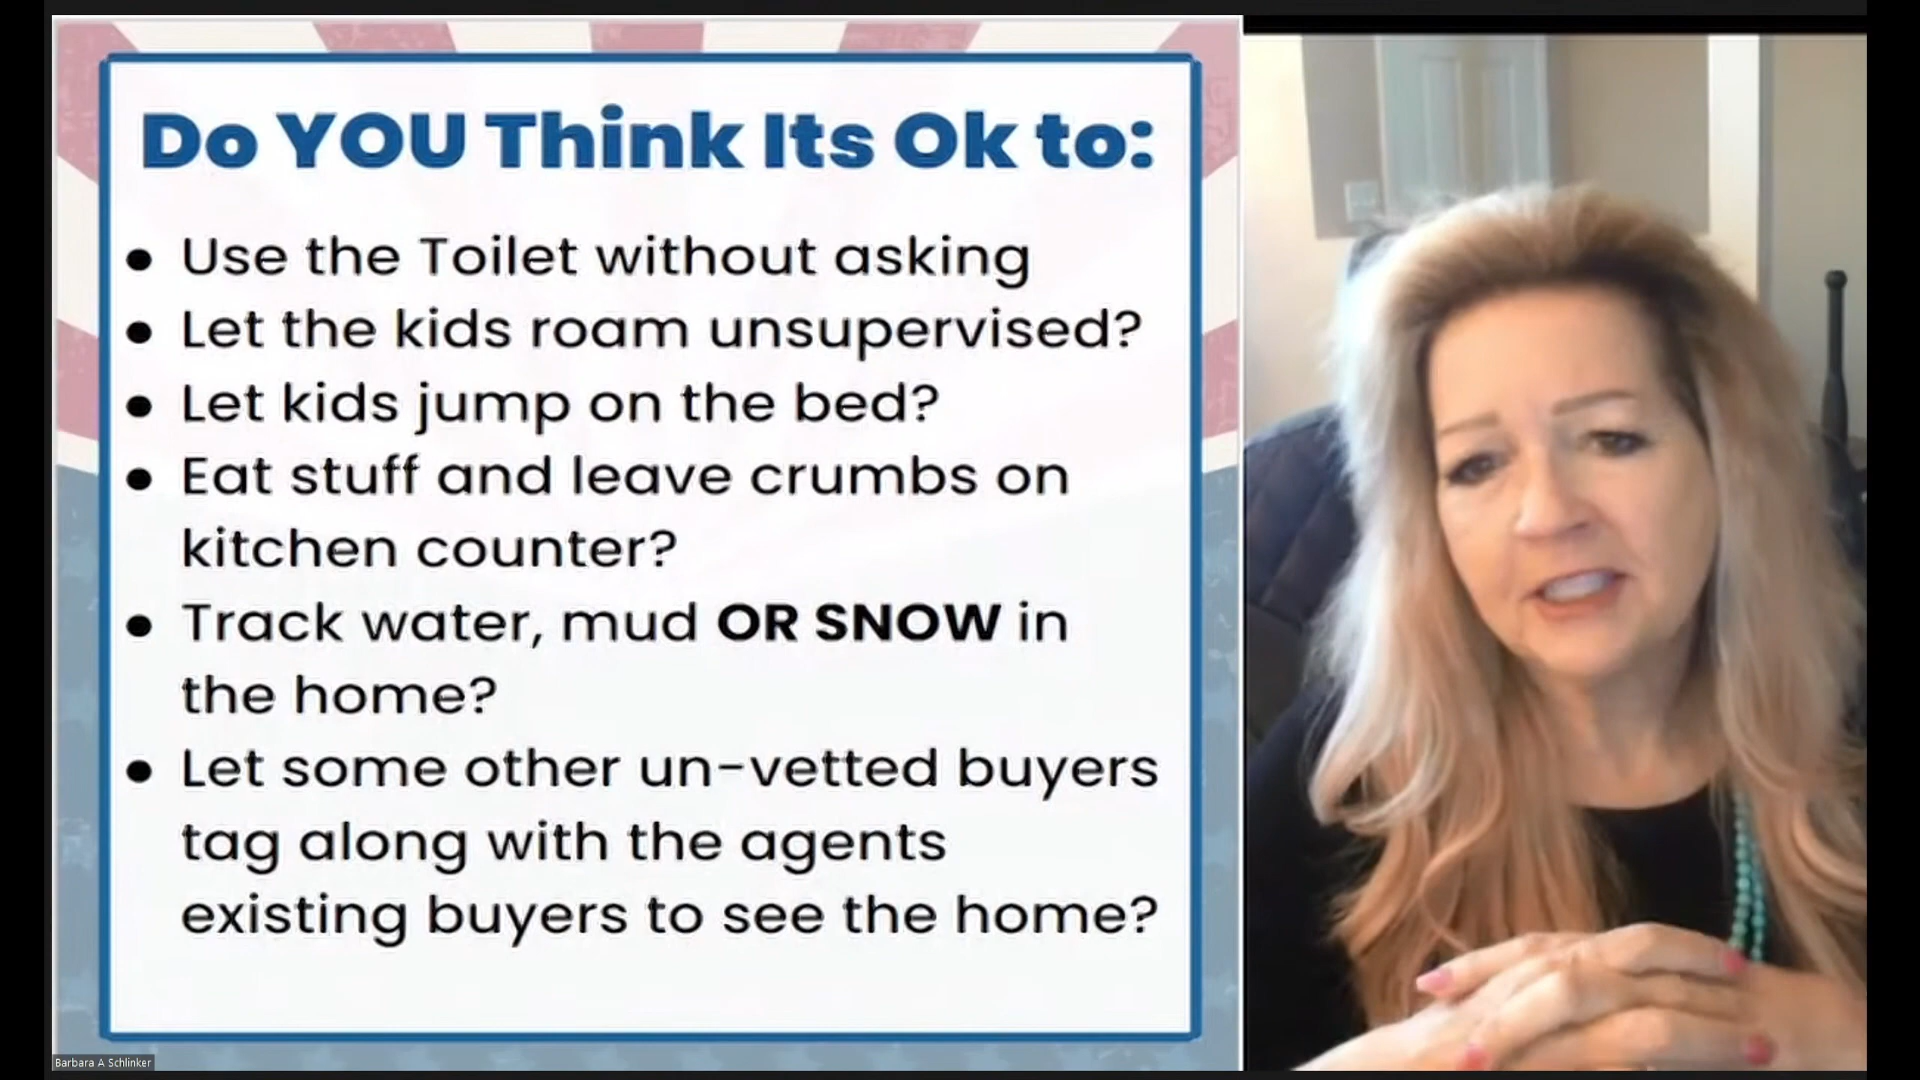 Do YOU Think Its Ok to:
● Use the Toilet without asking
● Let the kids roam unsupervised?
● Let kids jump on the bed?
● Eat stuff and leave crumbs on
kitchen counter?
● Track water, mud OR SNOW in
the home?
● Let some other un-vetted buyers
tag along with the agents
existing buyers to see the home?
Barbara A Schlinker